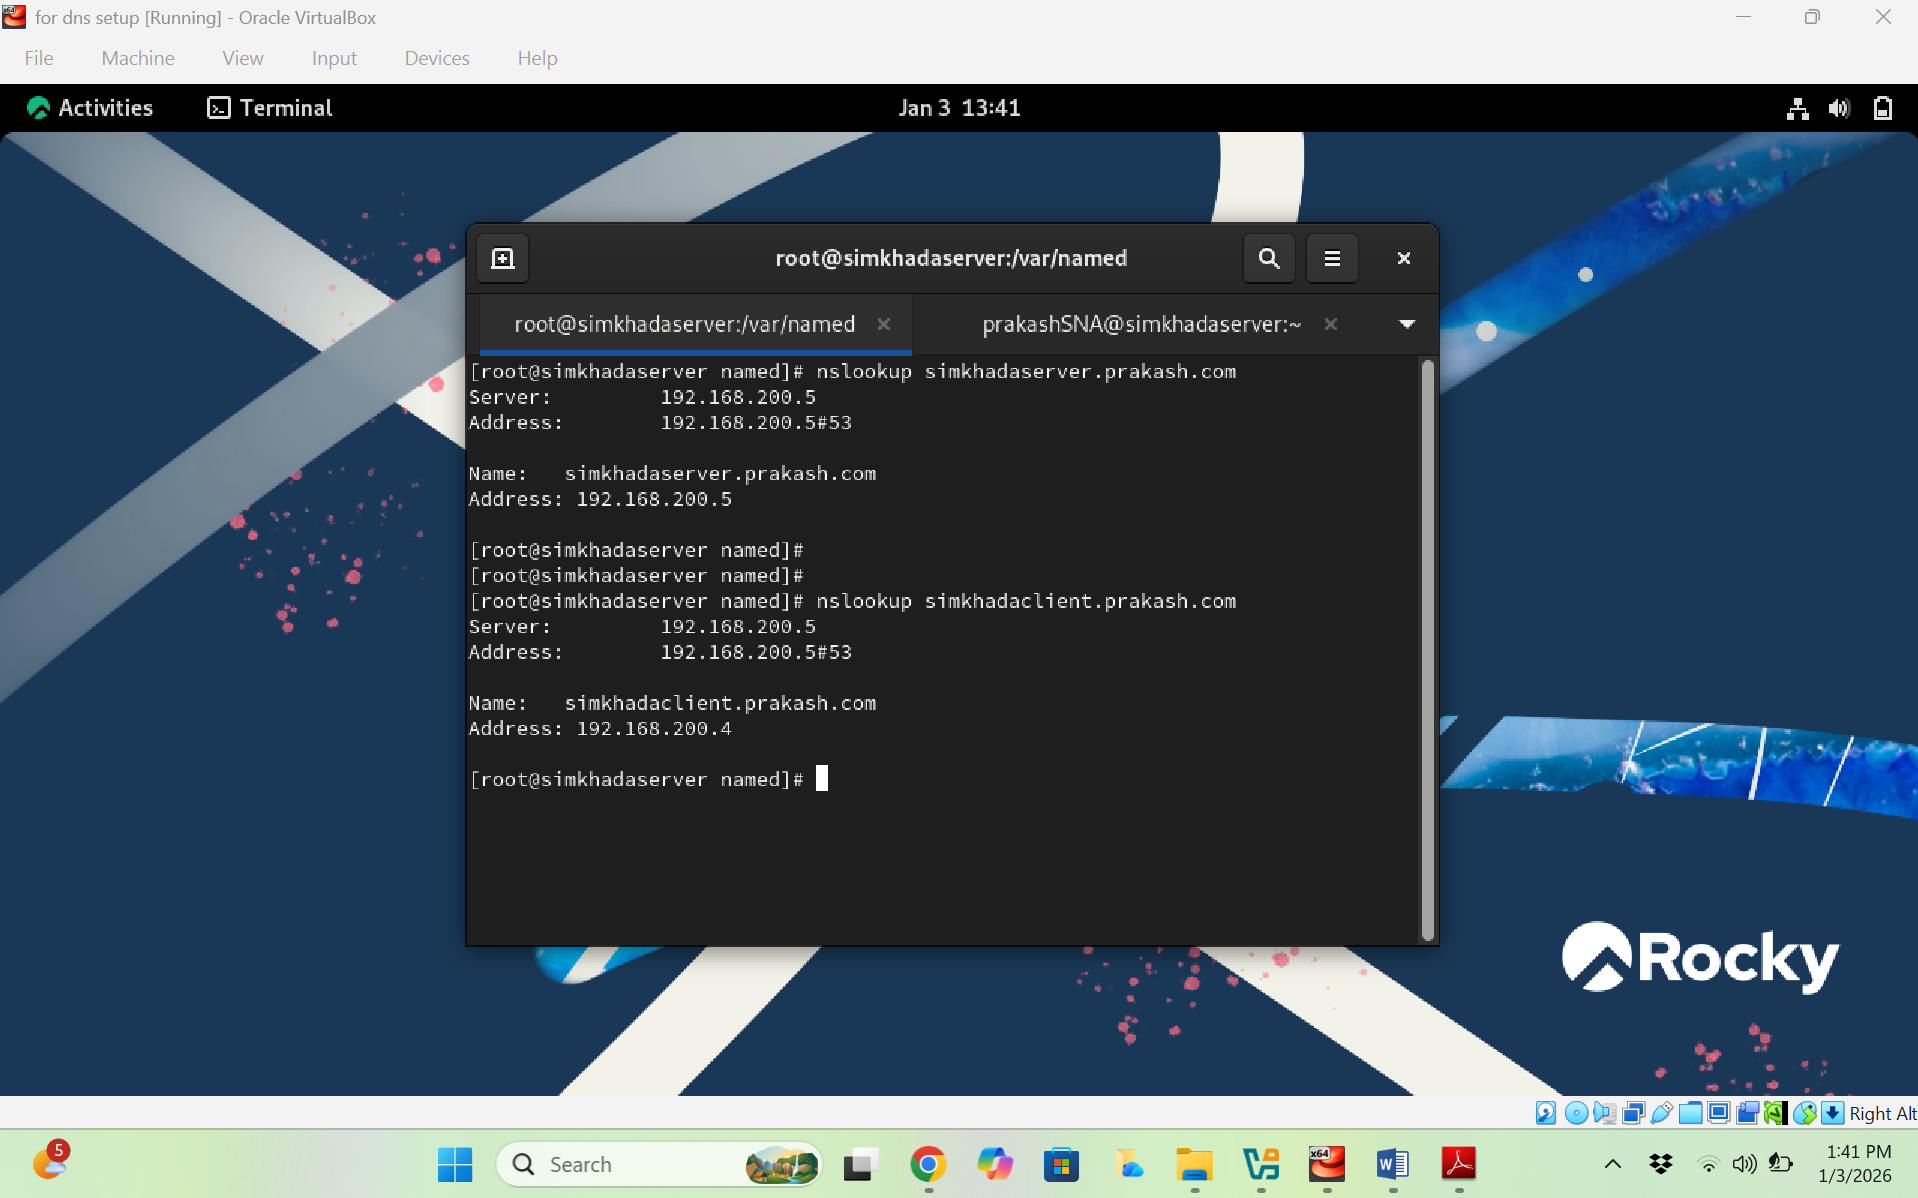 for dns setup [Running] - Oracle VirtualBox
File Machine View Input Devices Help
Activities Terminal Jan 3 13:41
root@simkhadaserver:/var/named
root@simkhadaserver:/var/named prakashSNA@simkhadaserver:~
[root@simkhadaserver named]# nslookup simkhadaserver.prakash.com
Server: 192.168.200.5
Address: 192.168.200.5#53
Name: simkhadaserver.prakash.com
Address: 192.168.200.5
[root@simkhadaserver named]#
[root@simkhadaserver named]#
[root@simkhadaserver named]# nslookup simkhadaclient.prakash.com
Server: 192.168.200.5
Address: 192.168.200.5#53
Name: simkhadaclient.prakash.com
Address: 192.168.200.4
[root@simkhadaserver named]#
Rocky
Right Alt
5
Search
x64
1:41 PM
1/3/2026